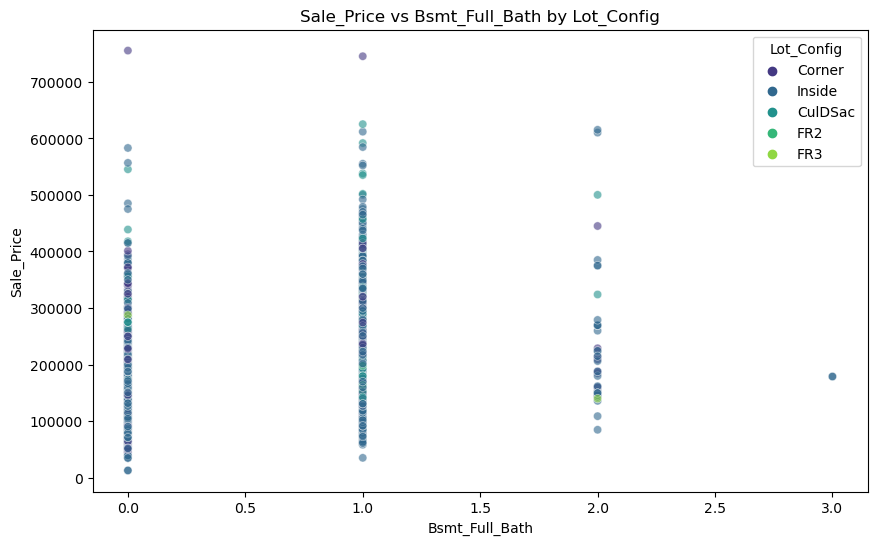 Sale_Price vs Bsmt_Full_Bath by Lot_Config
Lot_Config
Corner
Inside
CulDSac
FR2
FR3
Sale_Price
700000
600000
500000
400000
300000
200000
100000
0
0.0 0.5 1.0 1.5 2.0 2.5 3.0
Bsmt_Full_Bath